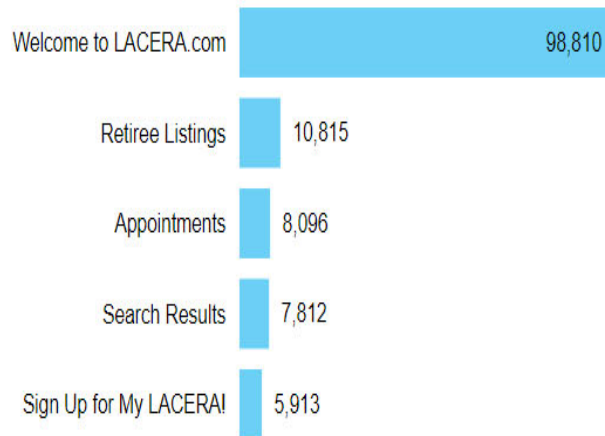 Welcome to LACERA.com 98,810
Retiree Listings 10,815
Appointments 8,096
Search Results 7,812
Sign Up for My LACERA! 5,913